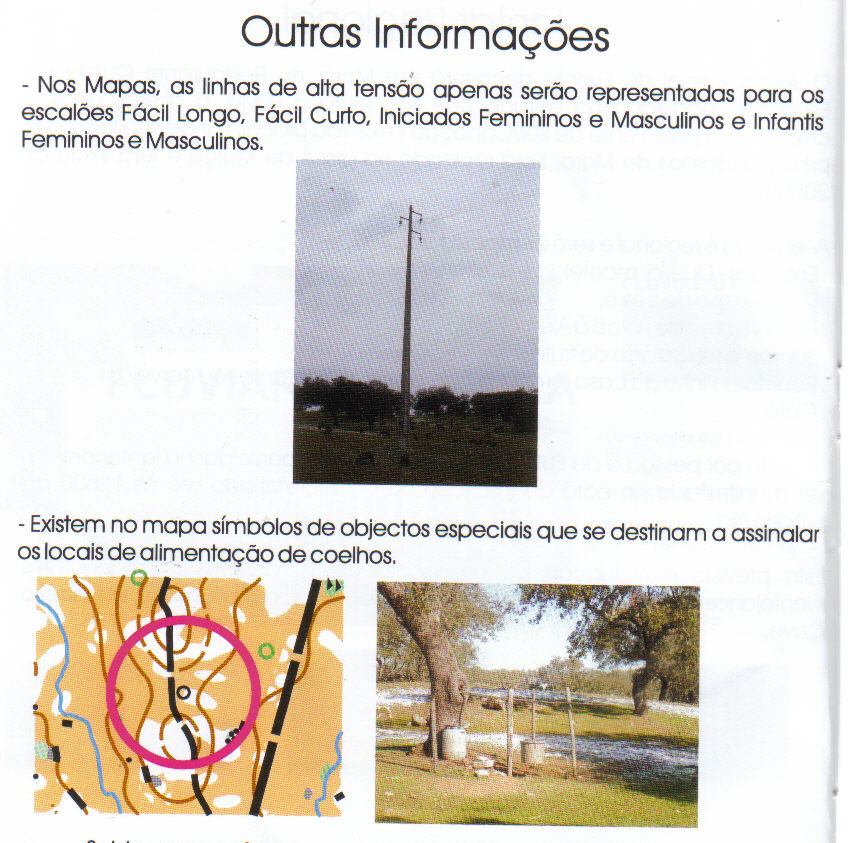 Outras Informações
- Nos Mapas, as linhas de alta tensão apenas serão representadas para os
escalões Fácil Longo, Fácil Curto, Iniciados Femininos e Masculinos e Infantis
Femininos e Masculinos.
- Existem no mapa símbolos de objectos especiais que se destinam a assinalar
os locais de alimentação de coelhos.